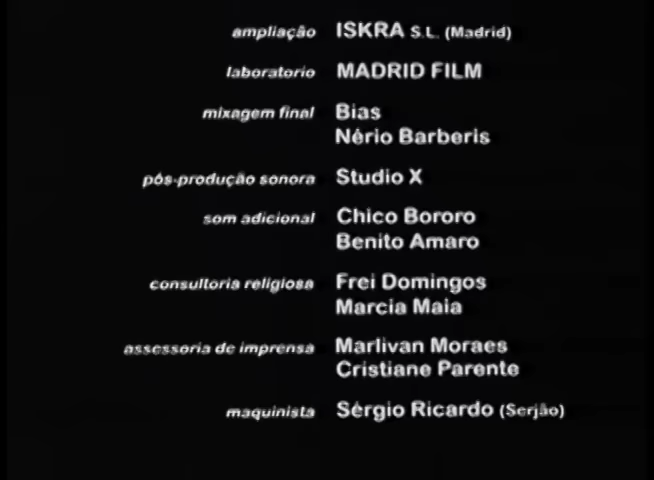 ampliação ISKRA S.L. (Madrid)
laboratorio MADRID FILM
mixagem final Bias
Nério Barberis
pós-produção sonora Studio X
som adicional Chico Bororo
Benito Amaro
consultoria religiosa Frei Domingos
Marcia Maia
assessoria de imprensa Marlivan Moraes
Cristiane Parente
maquinista Sérgio Ricardo (Serjão)